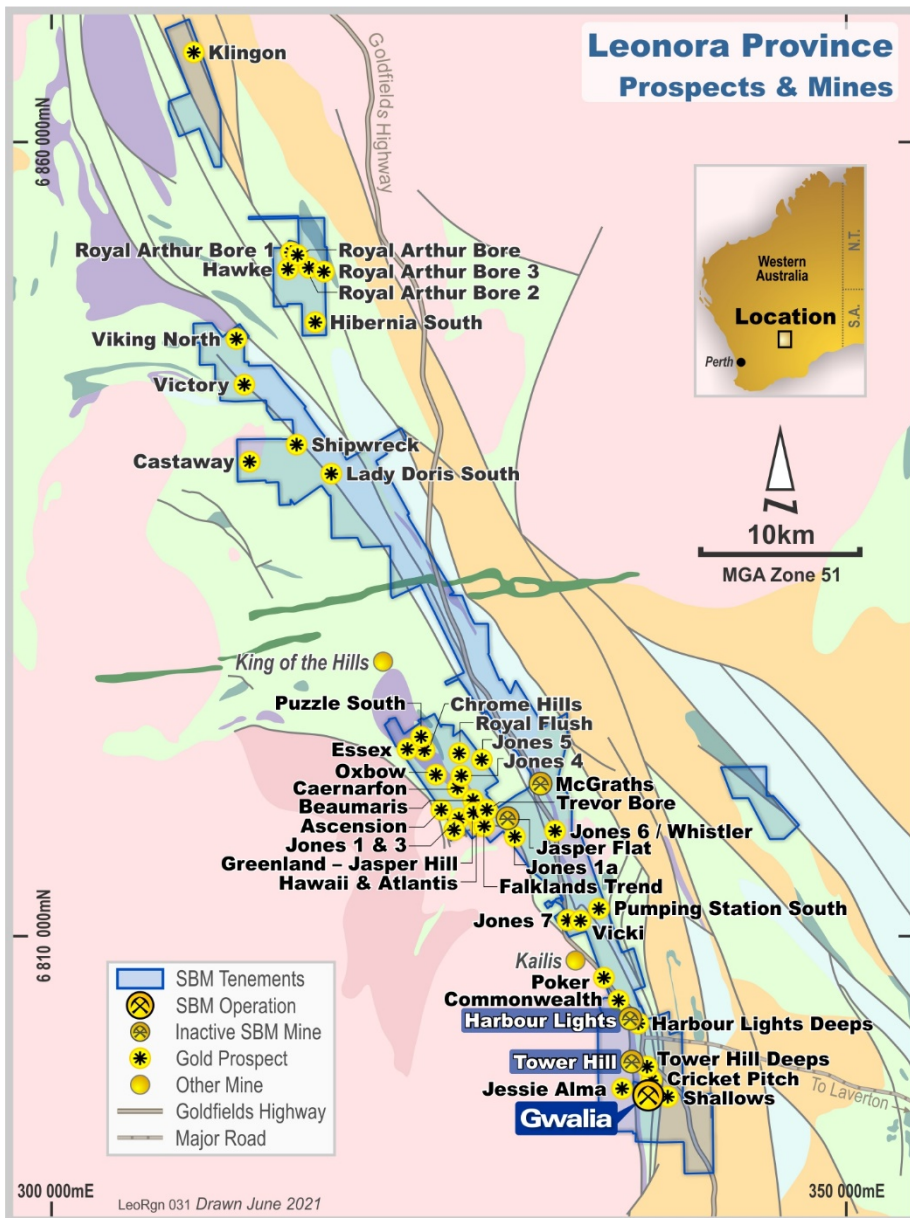 Leonora Province
Prospects & Mines
Klingon
Goldfields Highway
6 860 000mN
Royal Arthur Bore 1
Royal Arthur Bore
Hawke
Royal Arthur Bore 3
Royal Arthur Bore 2
Hibernia South
Viking North
Victory
Shipwreck
Castaway
Lady Doris South
Western
Australia
N.T.
S.A.
Location
Perth
N
10km
MGA Zone 51
King of the Hills
Puzzle South
Chrome Hills
Royal Flush
Essex
Jones 5
Oxbow
Jones 4
Caernarfon
McGraths
Beaumaris
Trevor Bore
Ascension
Jones 6 / Whistler
Jones 1 & 3
Jasper Flat
Greenland – Jasper Hill
Jones 1a
Hawaii & Atlantis
Falklands Trend
Pumping Station South
Jones 7
Vicki
6 810 000mN
Kailis
Poker
Commonwealth
Harbour Lights
Harbour Lights Deeps
Tower Hill
Tower Hill Deeps
Cricket Pitch
Jessie Alma
Shallows
To Laverton
Gwalia
SBM Tenements
SBM Operation
Inactive SBM Mine
Gold Prospect
Other Mine
Goldfields Highway
Major Road
300 000mE
LeoRgn 031 Drawn June 2021
350 000mE